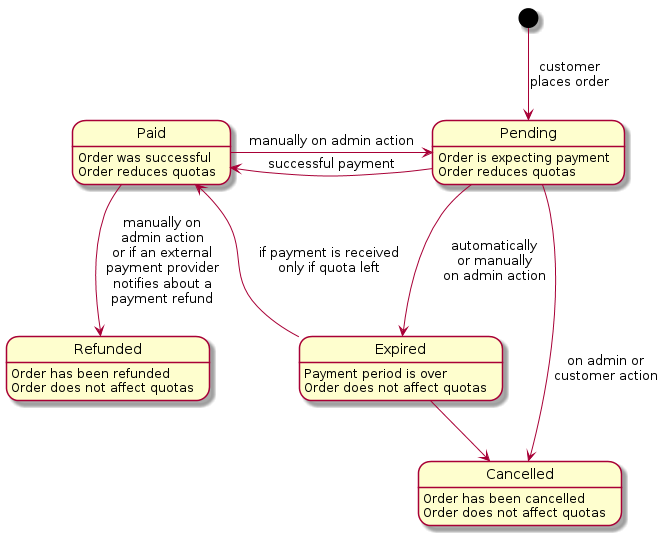 customer
places order
Paid
Order was successful
Order reduces quotas
manually on admin action
successful payment
Pending
Order is expecting payment
Order reduces quotas
manually on
admin action
or if an external
payment provider
notifies about a
payment refund
if payment is received
only if quota left
automatically
or manually
on admin action
on admin or
customer action
Refunded
Order has been refunded
Order does not affect quotas
Expired
Payment period is over
Order does not affect quotas
Cancelled
Order has been cancelled
Order does not affect quotas